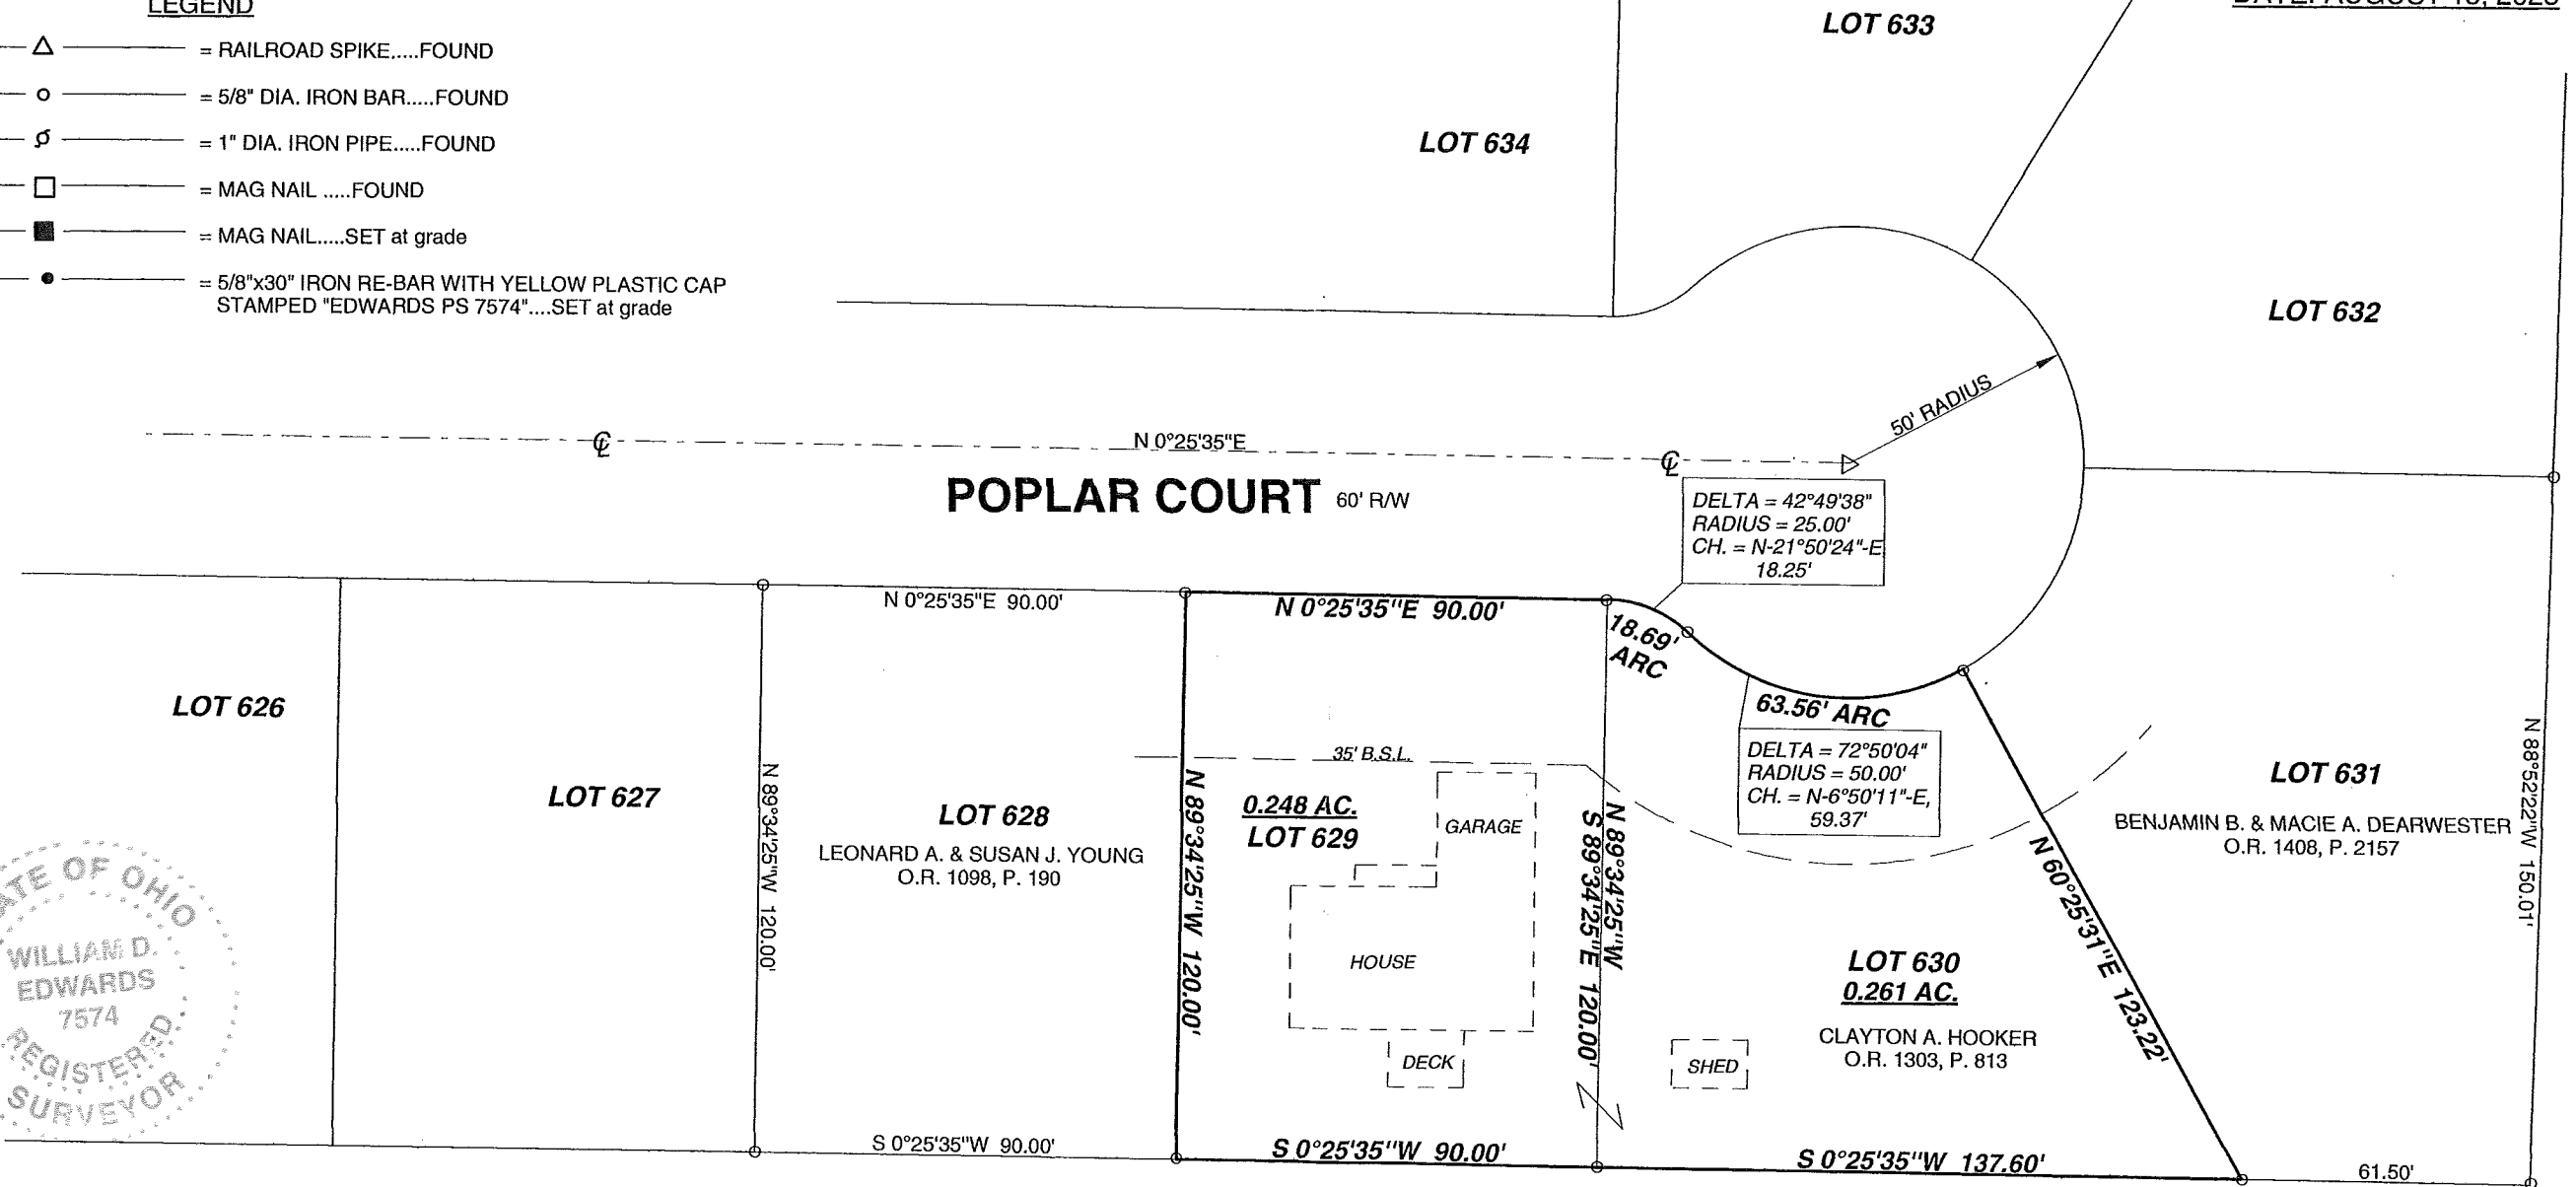 LEGEND
= RAILROAD SPIKE.....FOUND
= 5/8" DIA. IRON BAR.....FOUND
= 1" DIA. IRON PIPE.....FOUND
= MAG NAIL .....FOUND
= MAG NAIL.....SET at grade
= 5/8"x30" IRON RE-BAR WITH YELLOW PLASTIC CAP
STAMPED "EDWARDS PS 7574"....SET at grade
LOT 633
LOT 634
LOT 632
50' RADIUS
N 0°25'35"E
POPLAR COURT 60' R/W
DELTA = 42°49'38"
RADIUS = 25.00'
CH. = N-21°50'24"-E
18.25'
N 0°25'35"E 90.00'
N 0°25'35"E 90.00'
18.69'
ARC
63.56' ARC
DELTA = 72°50'04"
RADIUS = 50.00'
CH. = N-6°50'11"-E,
59.37'
35' B.S.L.
LOT 626
LOT 627
N 89°34'25"W 120.00'
LOT 628
LEONARD A. & SUSAN J. YOUNG
O.R. 1098, P. 190
N 89°34'25"W 120.00'
0.248 AC.
LOT 629
GARAGE
HOUSE
DECK
S 89°34'25"E 120.00'
N 89°34'25"W
LOT 630
0.261 AC.
CLAYTON A. HOOKER
O.R. 1303, P. 813
SHED
N 60°25'31"E 123.22'
LOT 631
BENJAMIN B. & MACIE A. DEARWESTER
O.R. 1408, P. 2157
N 88°52'22"W 150.01'
OF OHIO
WILLIAM D.
EDWARDS
7574
REGISTERED
SURVEYOR
S 0°25'35"W 90.00'
S 0°25'35"W 90.00'
S 0°25'35"W 137.60'
61.50'